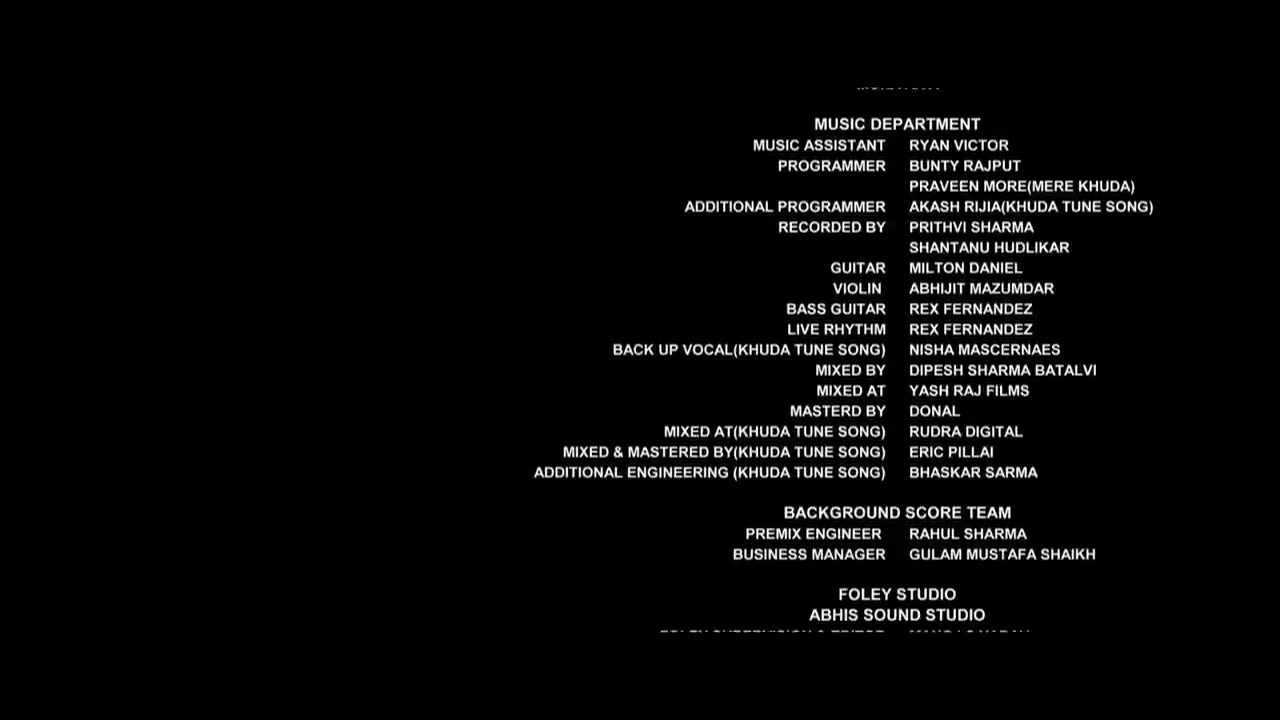 MUSIC DEPARTMENT
MUSIC ASSISTANT RYAN VICTOR
PROGRAMMER BUNTY RAJPUT
PRAVEEN MORE(MERE KHUDA)
ADDITIONAL PROGRAMMER AKASH RIJIA(KHUDA TUNE SONG)
RECORDED BY PRITHVI SHARMA
SHANTANU HUDLIKAR
GUITAR MILTON DANIEL
VIOLIN ABHIJIT MAZUMDAR
BASS GUITAR REX FERNANDEZ
LIVE RHYTHM REX FERNANDEZ
BACK UP VOCAL(KHUDA TUNE SONG) NISHA MASCERNAES
MIXED BY DIPESH SHARMA BATALVI
MIXED AT YASH RAJ FILMS
MASTERD BY DONAL
MIXED AT(KHUDA TUNE SONG) RUDRA DIGITAL
MIXED & MASTERED BY(KHUDA TUNE SONG) ERIC PILLAI
ADDITIONAL ENGINEERING (KHUDA TUNE SONG) BHASKAR SARMA
BACKGROUND SCORE TEAM
PREMIX ENGINEER RAHUL SHARMA
BUSINESS MANAGER GULAM MUSTAFA SHAIKH
FOLEY STUDIO
ABHIS SOUND STUDIO